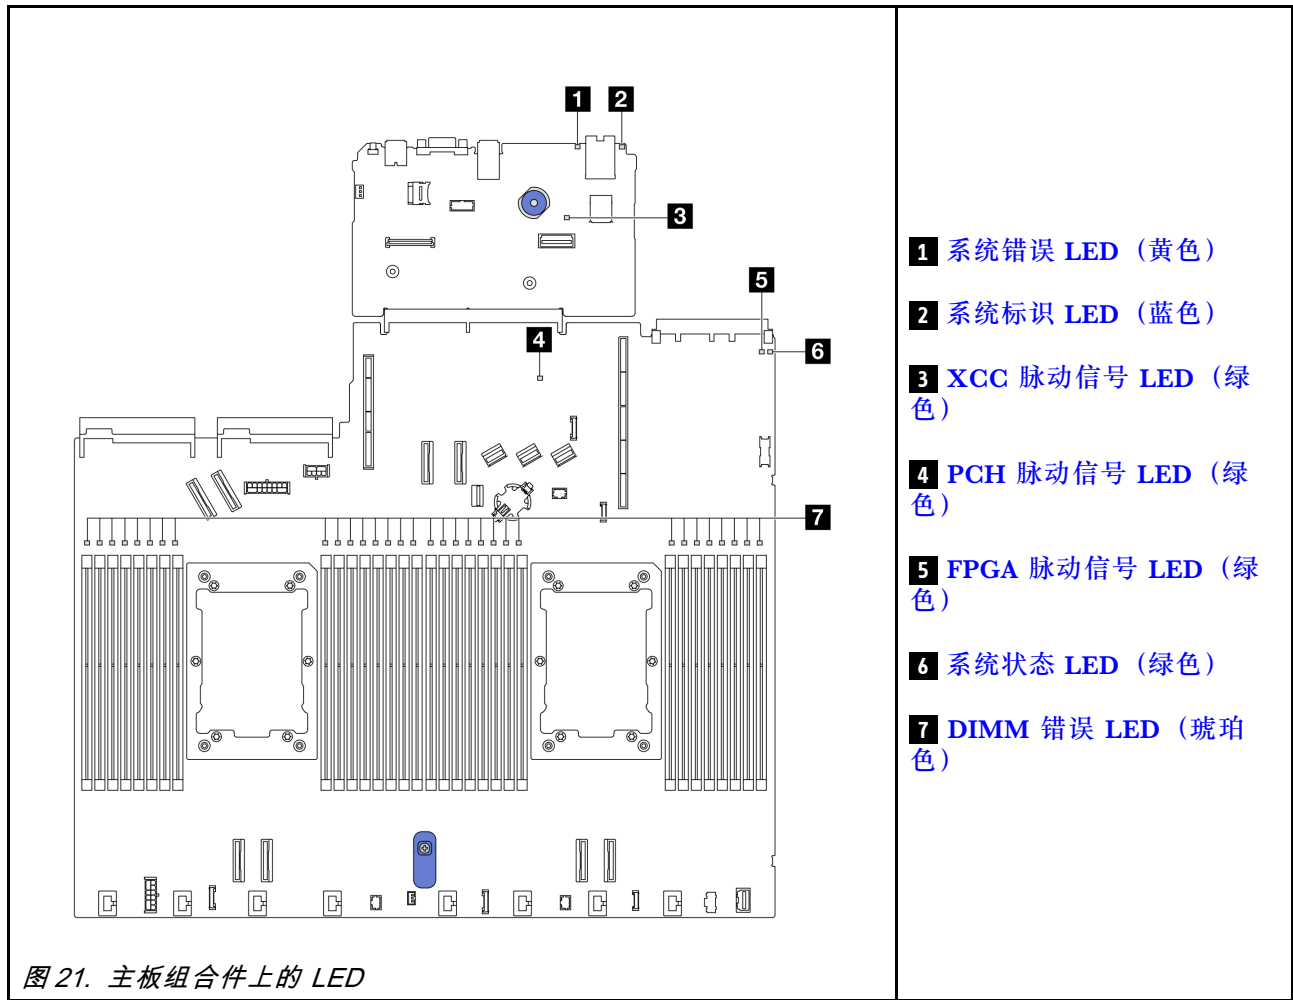 1
2
3
5
4
6
7
图 21. 主板组合件上的 LED
1 系统错误 LED（黄色）
2 系统标识 LED（蓝色）
3 XCC 脉动信号 LED（绿
色）
4 PCH 脉动信号 LED（绿
色）
5 FPGA 脉动信号 LED（绿
色）
6 系统状态 LED（绿色）
7 DIMM 错误 LED（琥珀
色）